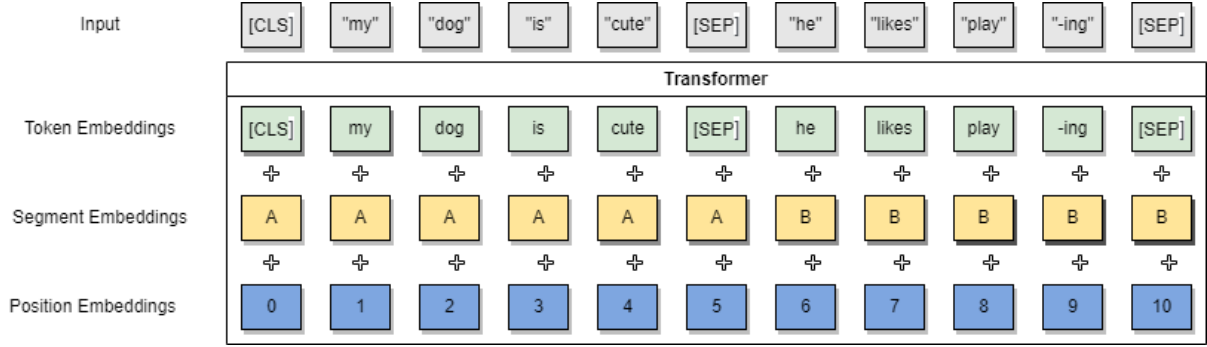 Input [CLS] "my" "dog" "is" "cute" [SEP] "he" "likes" "play" "-ing" [SEP]
Transformer
Token Embeddings [CLS] my dog is cute [SEP] he likes play -ing [SEP]
Segment Embeddings A A A A A A B B B B B
Position Embeddings 0 1 2 3 4 5 6 7 8 9 10